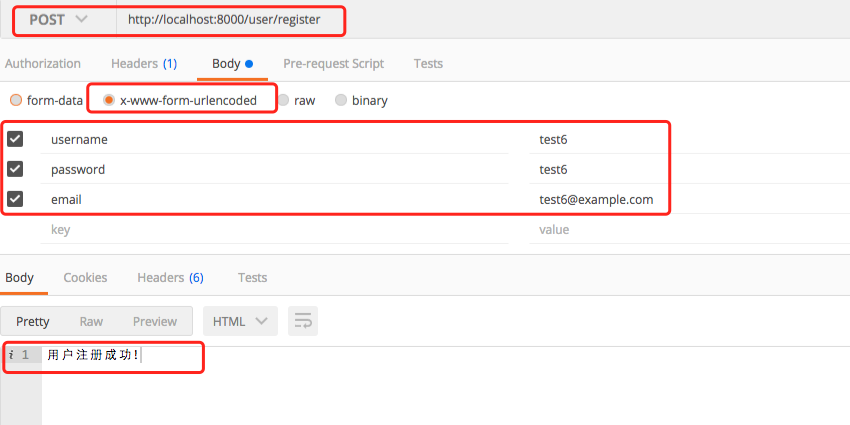 POST http://localhost:8000/user/register
Authorization Headers (1) Body Pre-request Script Tests
form-data x-www-form-urlencoded raw binary
username test6
password test6
email test6@example.com
key value
Body Cookies Headers (6) Tests
Pretty Raw Preview HTML
i 1 用户注册成功!